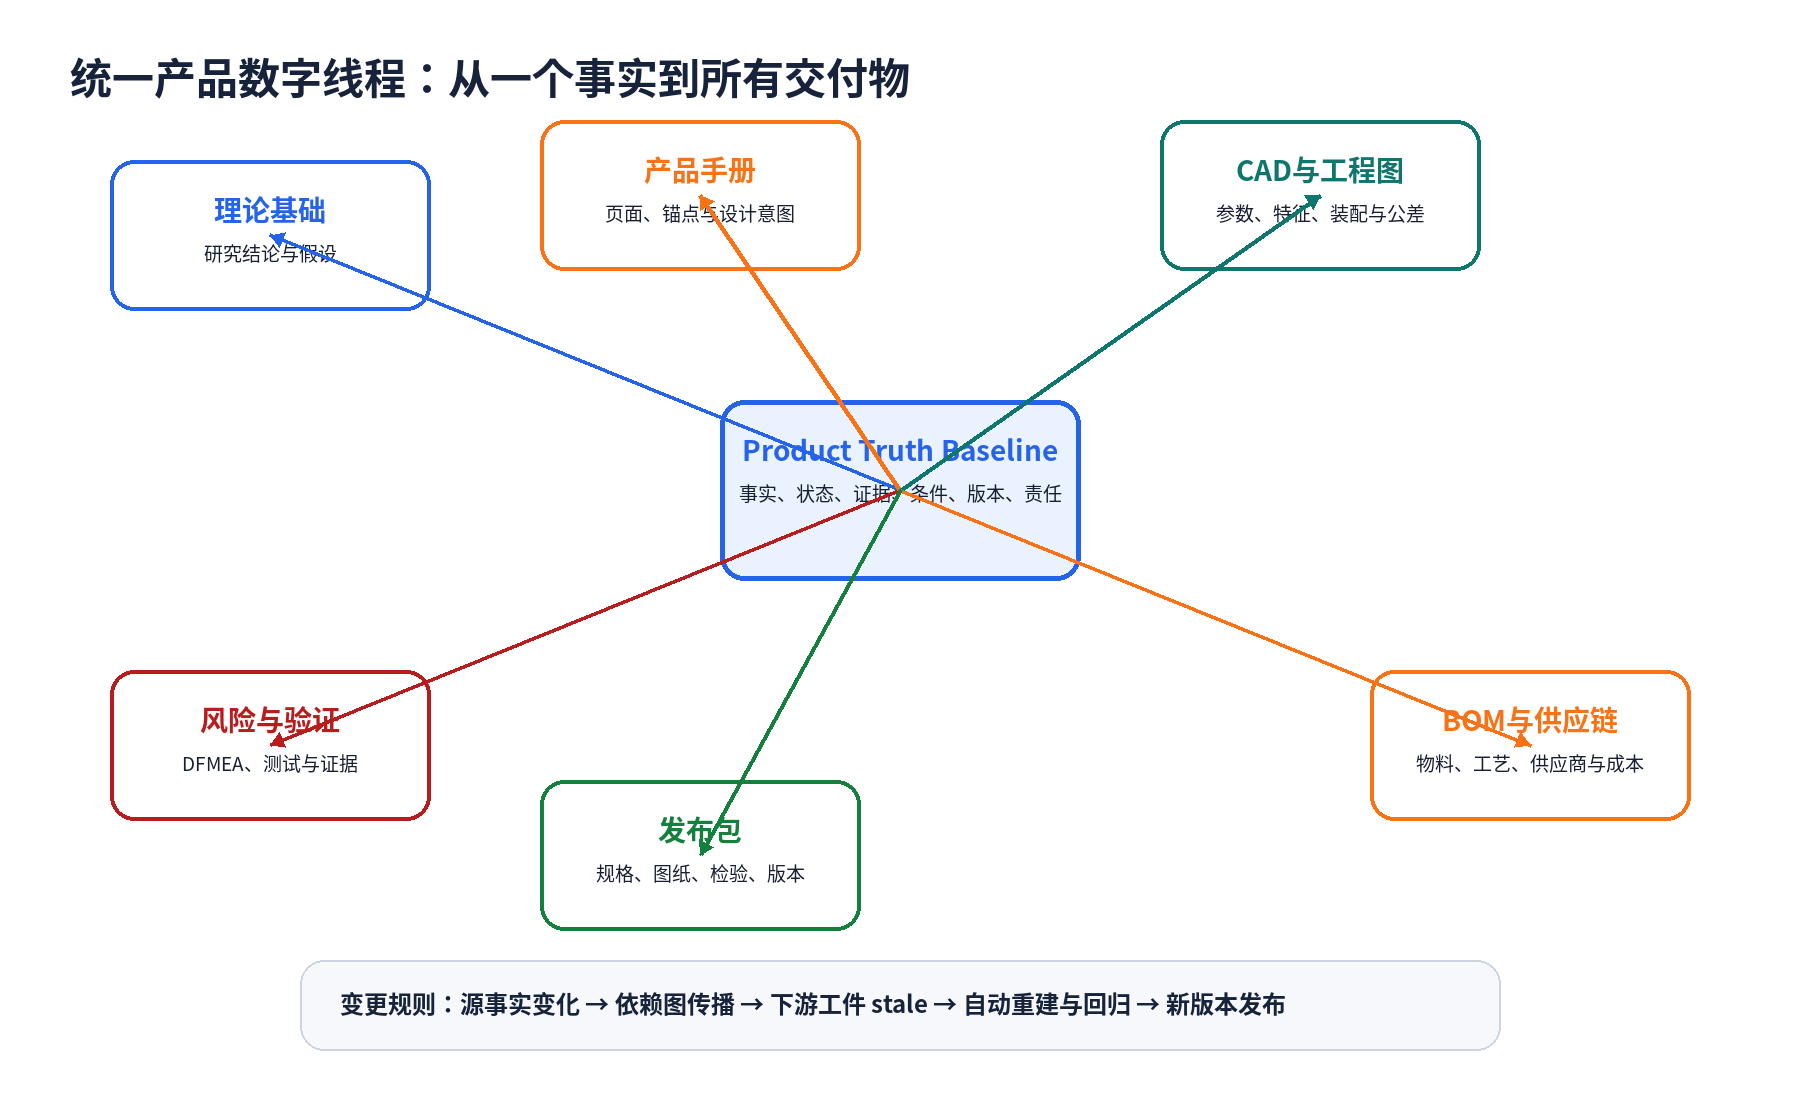 统一产品数字线程：从一个事实到所有交付物
理论基础
研究结论与假设
产品手册
页面、锚点与设计意图
CAD与工程图
参数、特征、装配与公差
Product Truth Baseline
事实、状态、证据、条件、版本、责任
风险与验证
DFMEA、测试与证据
发布包
规格、图纸、检验、版本
BOM与供应链
物料、工艺、供应商与成本
变更规则：源事实变化 → 依赖图传播 → 下游工件 stale → 自动重建与回归 → 新版本发布